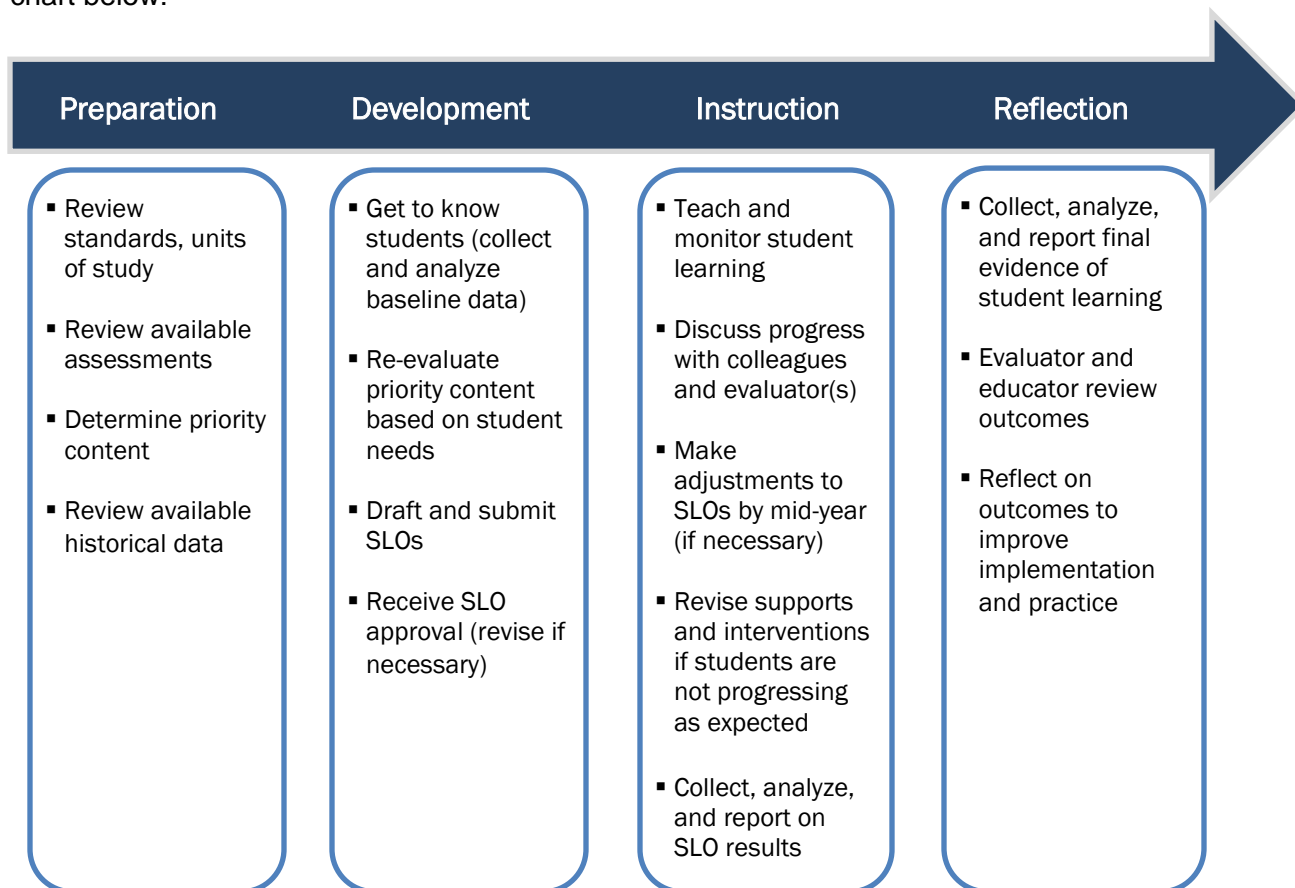 chart below.
Preparation
Development
Instruction
Reflection
▪ Review
standards, units
of study
▪ Review available
assessments
▪ Determine priority
content
▪ Review available
historical data
▪ Get to know
students (collect
and analyze
baseline data)
▪ Re-evaluate
priority content
based on student
needs
▪ Draft and submit
SLOs
▪ Receive SLO
approval (revise if
necessary)
▪ Teach and
monitor student
learning
▪ Discuss progress
with colleagues
and evaluator(s)
▪ Make
adjustments to
SLOs by mid-year
(if necessary)
▪ Revise supports
and interventions
if students are
not progressing
as expected
▪ Collect, analyze,
and report on
SLO results
▪ Collect, analyze,
and report final
evidence of
student learning
▪ Evaluator and
educator review
outcomes
▪ Reflect on
outcomes to
improve
implementation
and practice